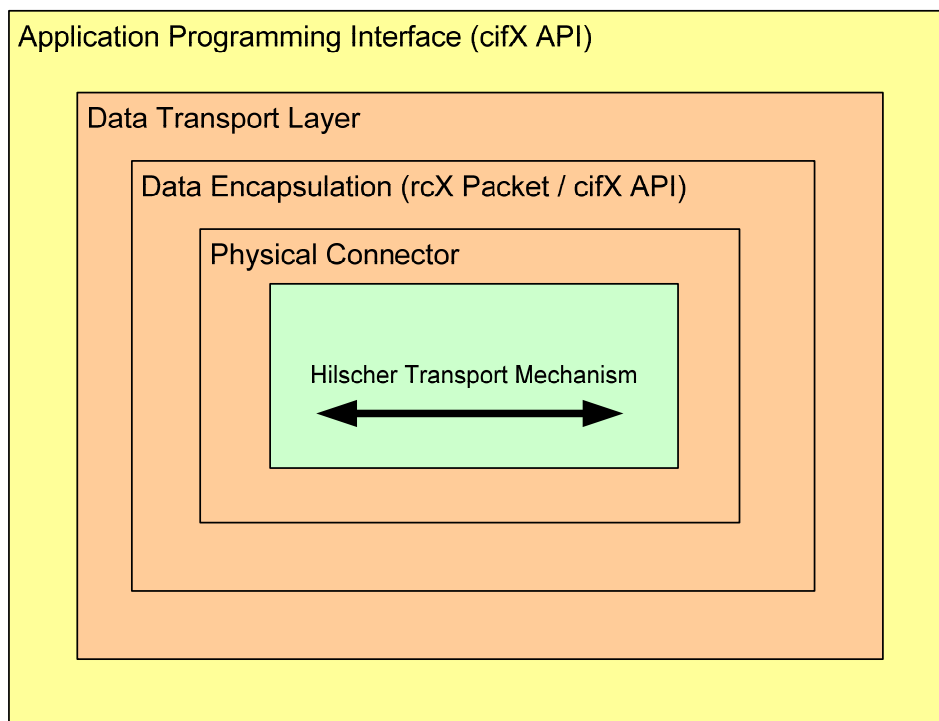 Application Programming Interface (cifX API)
Data Transport Layer
Data Encapsulation (rcX Packet / cifX API)
Physical Connector
Hilscher Transport Mechanism